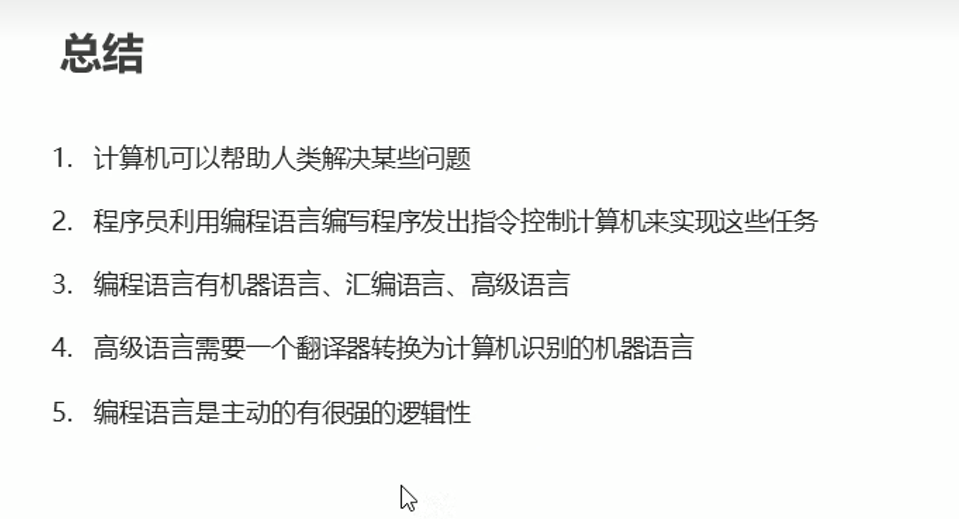 总结
1. 计算机可以帮助人类解决某些问题
2. 程序员利用编程语言编写程序发出指令控制计算机来实现这些任务
3. 编程语言有机器语言、汇编语言、高级语言
4. 高级语言需要一个翻译器转换为计算机识别的机器语言
5. 编程语言是主动的有很强的逻辑性